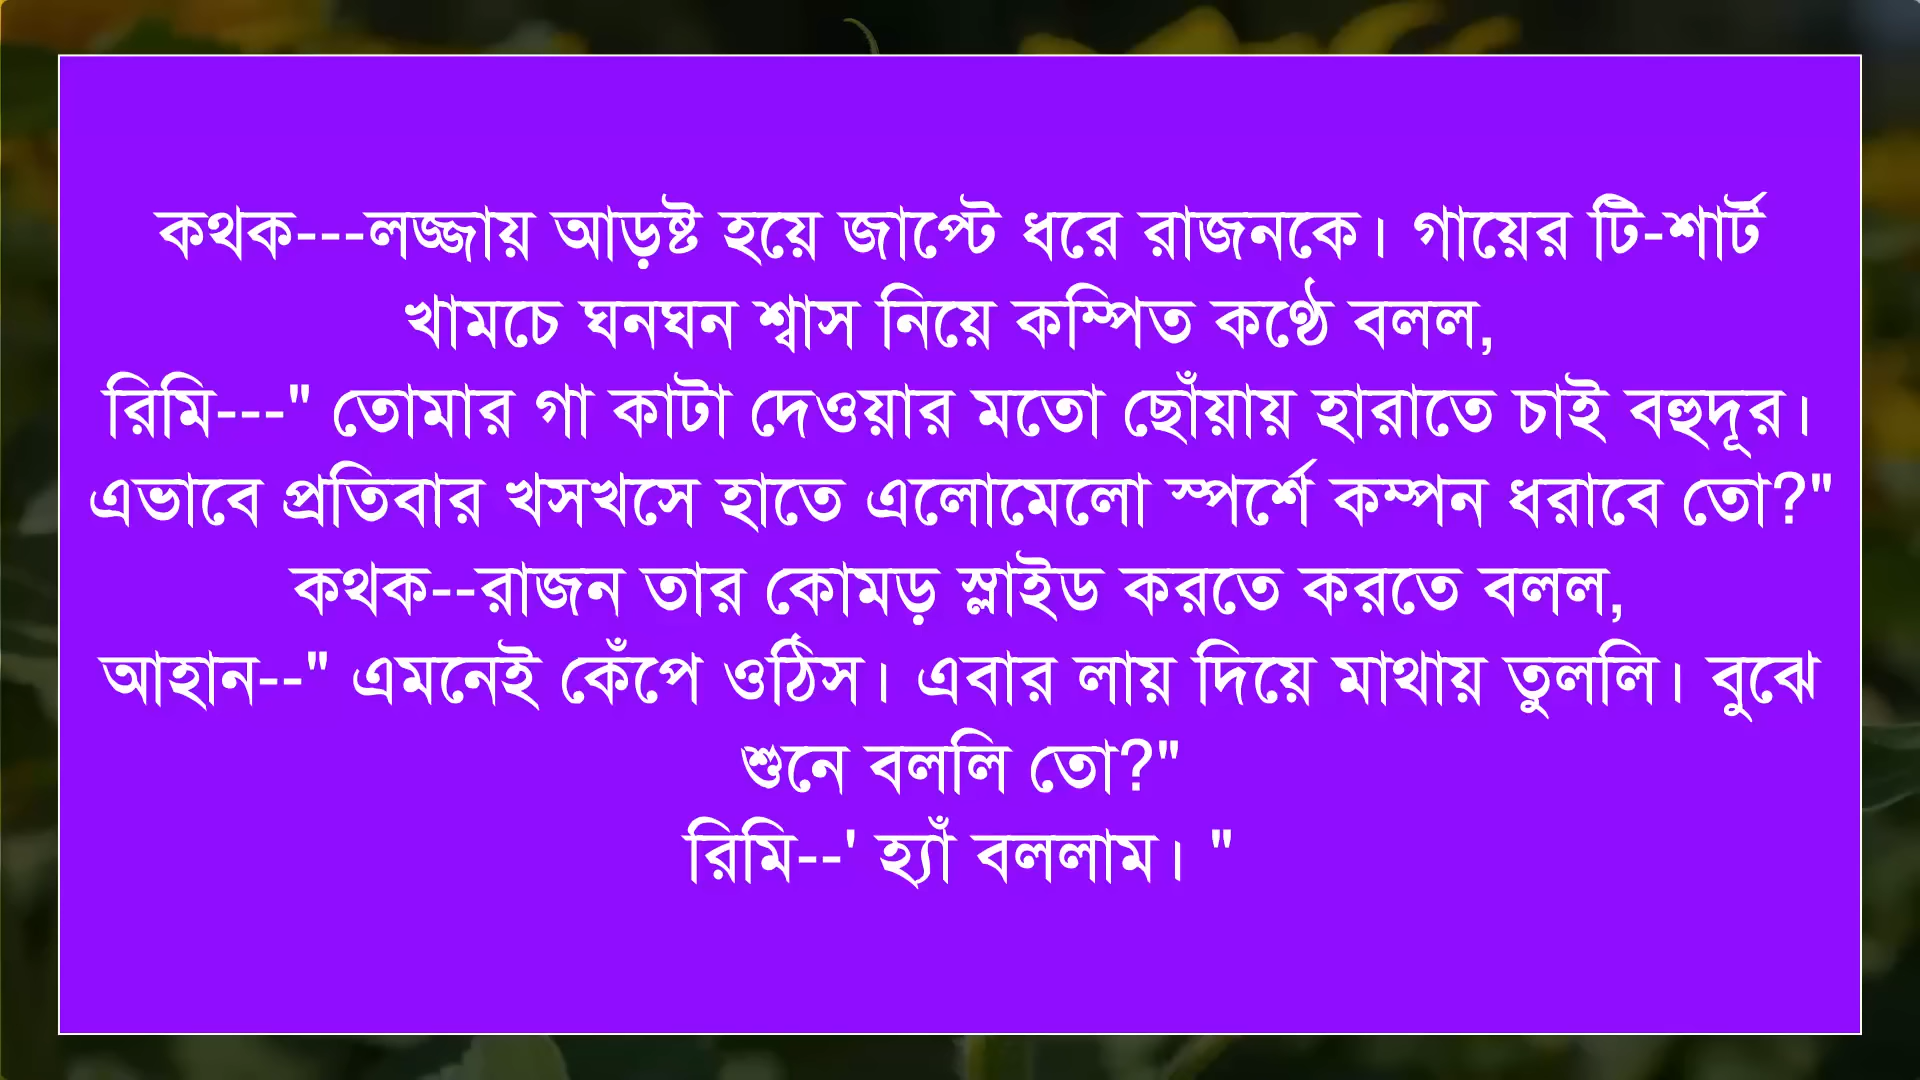 কথক---লজ্জায় আড়ষ্ট হয়ে জাপ্টে ধরে রাজনকে। গায়ের টি-শার্ট
খামচে ঘনঘন শ্বাস নিয়ে কম্পিত কণ্ঠে বলল,
রিমি---" তোমার গা কাটা দেওয়ার মতো ছোঁয়ায় হারাতে চাই বহুদূর।
এভাবে প্রতিবার খসখসে হাতে এলোমেলো স্পর্শে কম্পন ধরাবে তো?"
কথক--রাজন তার কোমড় স্লাইড করতে করতে বলল,
আহান--" এমনেই কেঁপে ওঠিস। এবার লায় দিয়ে মাথায় তুললি। বুঝে
শুনে বললি তো?"
রিমি--' হ্যাঁ বললাম। "